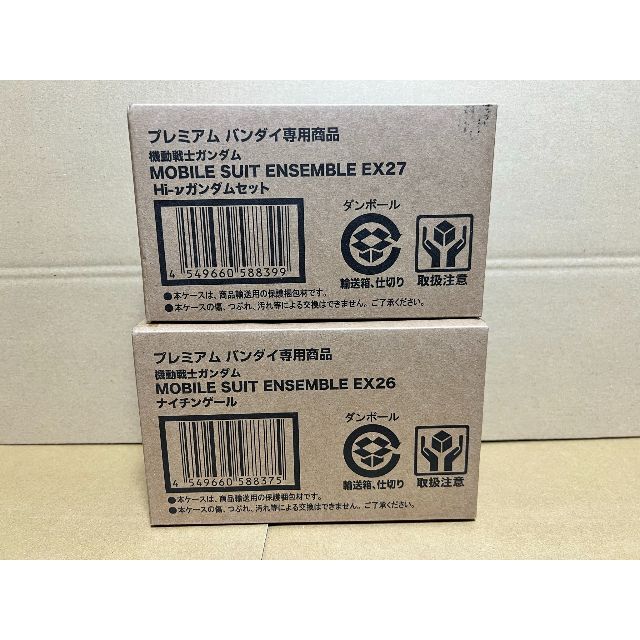 プレミアム バンダイ専用商品
機動戦士ガンダム
MOBILE SUIT ENSEMBLE EX27
Hi-νガンダムセット
4 549660 588399
ダンボール
輸送箱、仕切り
取扱注意
●本ケースは、商品輸送用の保護梱包材です。
●本ケースの傷、つぶれ、汚れ等による交換はできません。ご了承ください。
プレミアム バンダイ専用商品
機動戦士ガンダム
MOBILE SUIT ENSEMBLE EX26
ナイチンゲール
4 549660 588375
ダンボール
輸送箱、仕切り
取扱注意
●本ケースは、商品輸送用の保護梱包材です。
●本ケースの傷、つぶれ、汚れ等による交換はできません。ご了承ください。